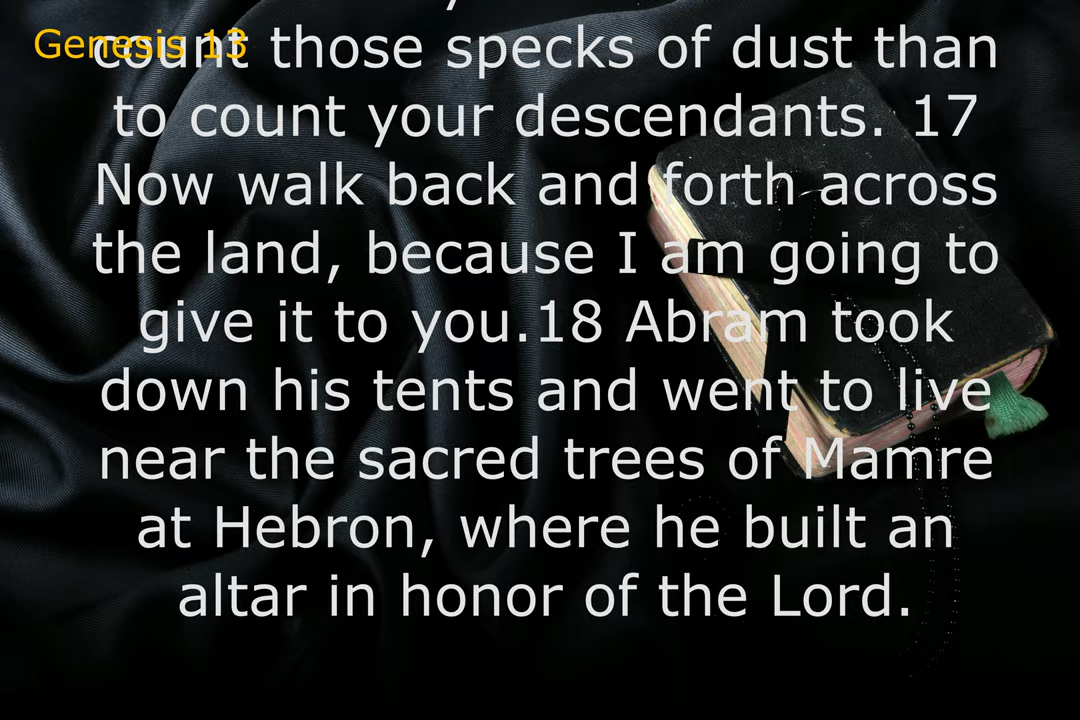 Genesis 13
count those specks of dust than
to count your descendants. 17
Now walk back and forth across
the land, because I am going to
give it to you.18 Abram took
down his tents and went to live
near the sacred trees of Mamre
at Hebron, where he built an
altar in honor of the Lord.